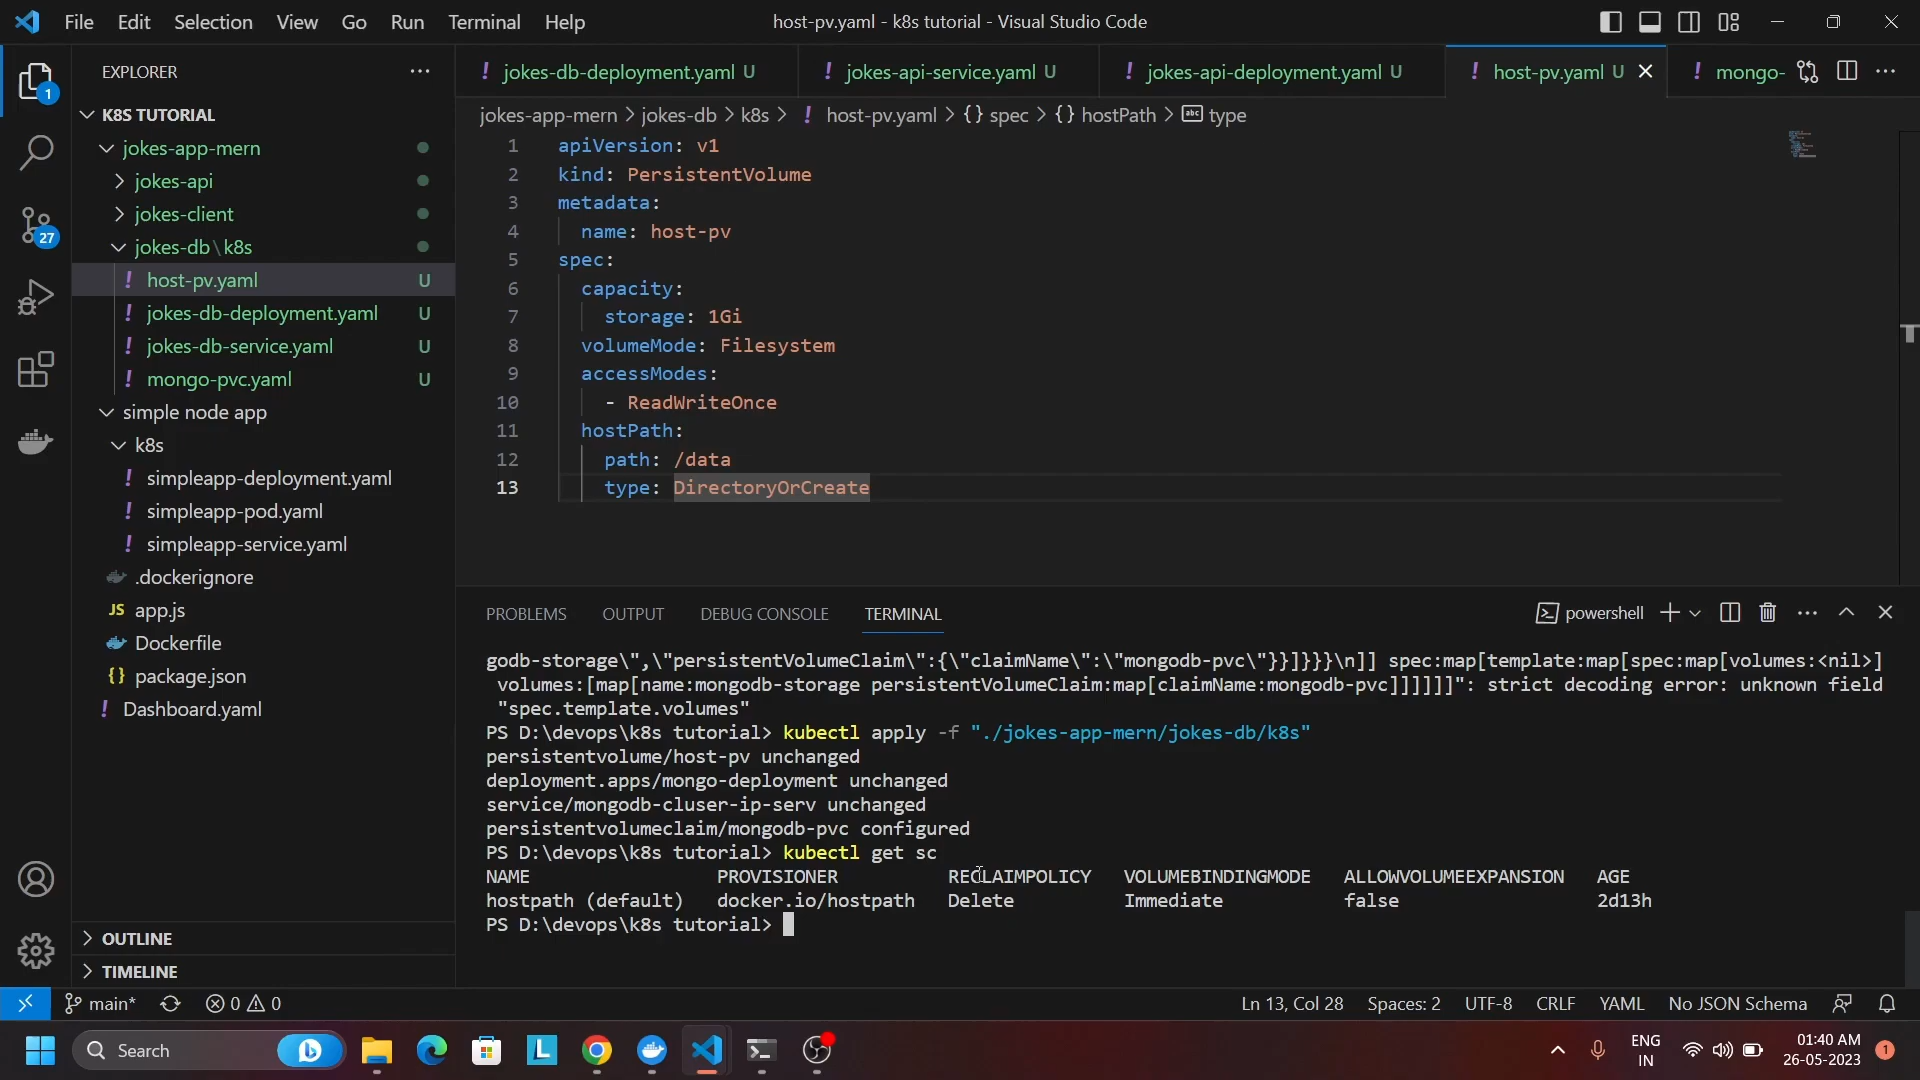 File Edit Selection View Go Run Terminal Help
host-pv.yaml - k8s tutorial - Visual Studio Code
EXPLORER
K8S TUTORIAL
jokes-app-mern
jokes-api
jokes-client
jokes-db\k8s
! host-pv.yaml U
! jokes-db-deployment.yaml U
! jokes-db-service.yaml U
! mongo-pvc.yaml U
simple node app
k8s
! simpleapp-deployment.yaml
! simpleapp-pod.yaml
! simpleapp-service.yaml
.dockerignore
JS app.js
Dockerfile
{} package.json
! Dashboard.yaml
OUTLINE
TIMELINE
1
27
! jokes-db-deployment.yaml U
! jokes-api-service.yaml U
! jokes-api-deployment.yaml U
! host-pv.yaml U
! mongo-
jokes-app-mern > jokes-db > k8s > ! host-pv.yaml > {} spec > {} hostPath > abc type
1 apiVersion: v1
2 kind: PersistentVolume
3 metadata:
4 name: host-pv
5 spec:
6 capacity:
7 storage: 1Gi
8 volumeMode: Filesystem
9 accessModes:
10 - ReadWriteOnce
11 hostPath:
12 path: /data
13 type: DirectoryOrCreate
PROBLEMS OUTPUT DEBUG CONSOLE TERMINAL
powershell
godb-storage\",\"persistentVolumeClaim\":{\"claimName\":\"mongodb-pvc\"}}]}}}\n]] spec:map[template:map[spec:map[volumes:<nil>]
volumes:[map[name:mongodb-storage persistentVolumeClaim:map[claimName:mongodb-pvc]]]]]]": strict decoding error: unknown field
"spec.template.volumes"
PS D:\devops\k8s tutorial> kubectl apply -f "./jokes-app-mern/jokes-db/k8s"
persistentvolume/host-pv unchanged
deployment.apps/mongo-deployment unchanged
service/mongodb-cluser-ip-serv unchanged
persistentvolumeclaim/mongodb-pvc configured
PS D:\devops\k8s tutorial> kubectl get sc
NAME PROVISIONER RECLAIMPOLICY VOLUMEBINDINGMODE ALLOWVOLUMEEXPANSION AGE
hostpath (default) docker.io/hostpath Delete Immediate false 2d13h
PS D:\devops\k8s tutorial>
main* 0 0
Ln 13, Col 28 Spaces: 2 UTF-8 CRLF YAML No JSON Schema
Search
L
ENG
IN
01:40 AM
26-05-2023
1